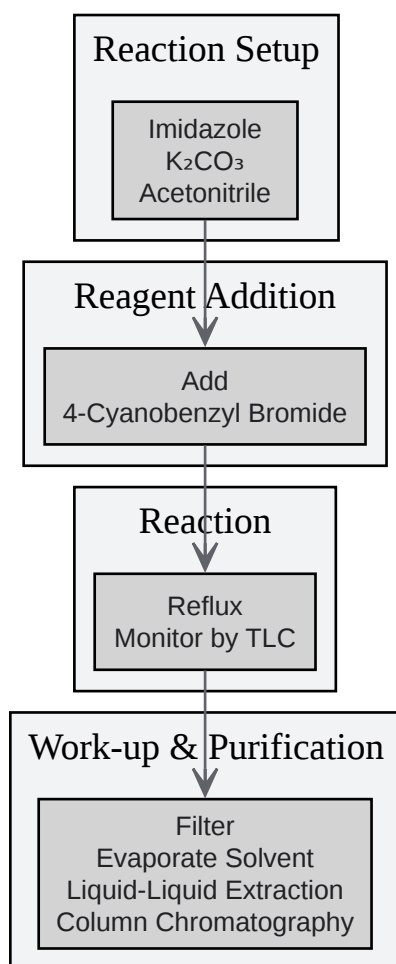 Reaction Setup
Imidazole
K₂CO₃
Acetonitrile
Reagent Addition
Add
4-Cyanobenzyl Bromide
Reaction
Reflux
Monitor by TLC
Work-up & Purification
Filter
Evaporate Solvent
Liquid-Liquid Extraction
Column Chromatography